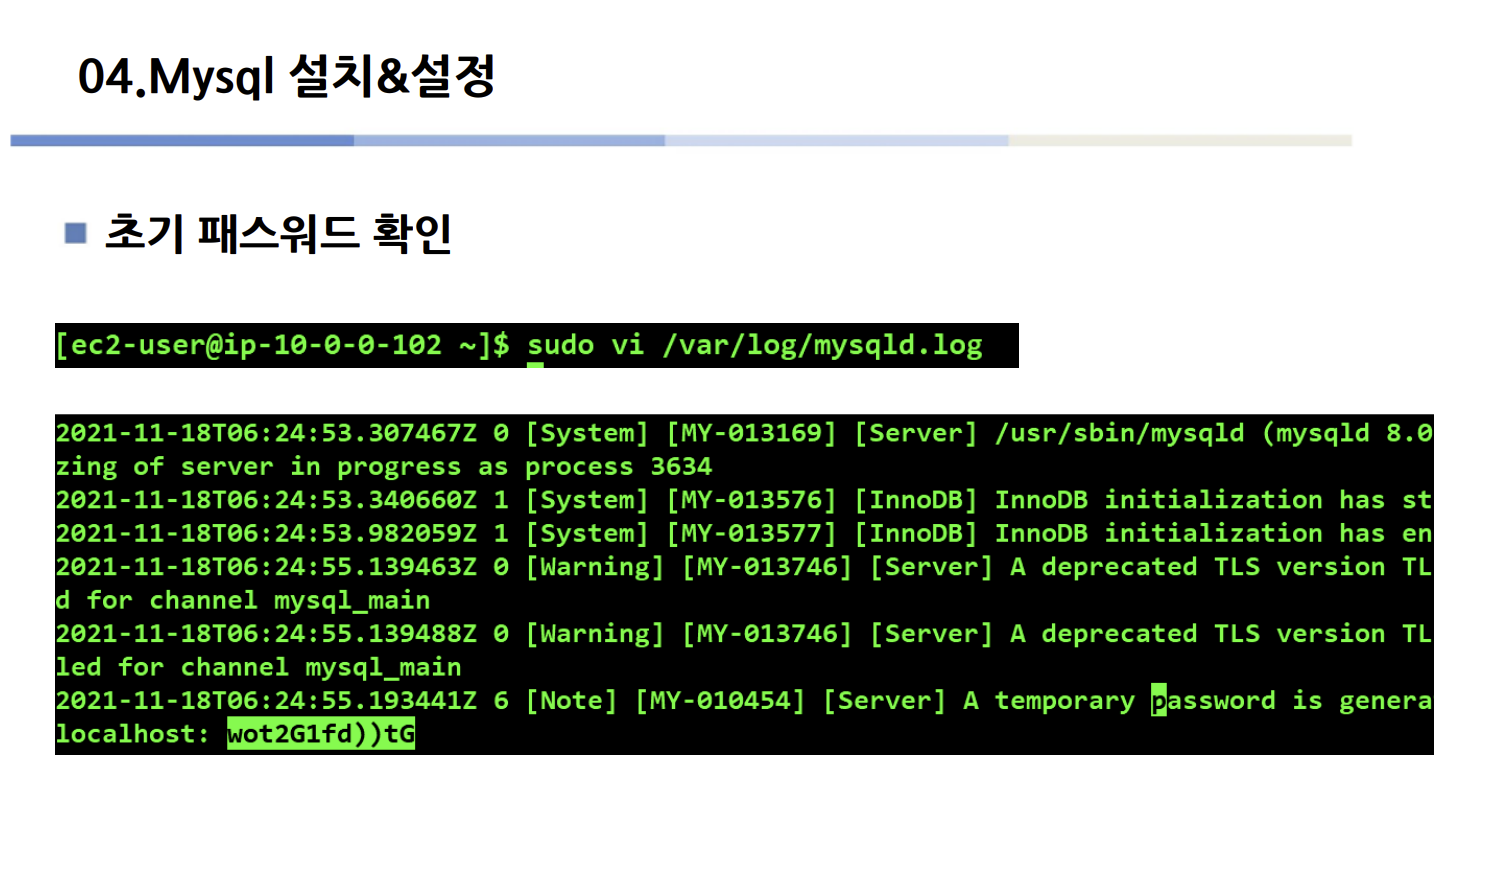 04.Mysql 설치&설정
초기 패스워드 확인
[ec2-user@ip-10-0-0-102 ~]$ sudo vi /var/log/mysqld.log
2021-11-18T06:24:53.307467Z 0 [System] [MY-013169] [Server] /usr/sbin/mysqld (mysqld 8.0
zing of server in progress as process 3634
2021-11-18T06:24:53.340660Z 1 [System] [MY-013576] [InnoDB] InnoDB initialization has st
2021-11-18T06:24:53.982059Z 1 [System] [MY-013577] [InnoDB] InnoDB initialization has en
2021-11-18T06:24:55.139463Z 0 [Warning] [MY-013746] [Server] A deprecated TLS version TL
d for channel mysql_main
2021-11-18T06:24:55.139488Z 0 [Warning] [MY-013746] [Server] A deprecated TLS version TL
led for channel mysql_main
2021-11-18T06:24:55.193441Z 6 [Note] [MY-010454] [Server] A temporary password is genera
localhost: wot2G1fd))tG